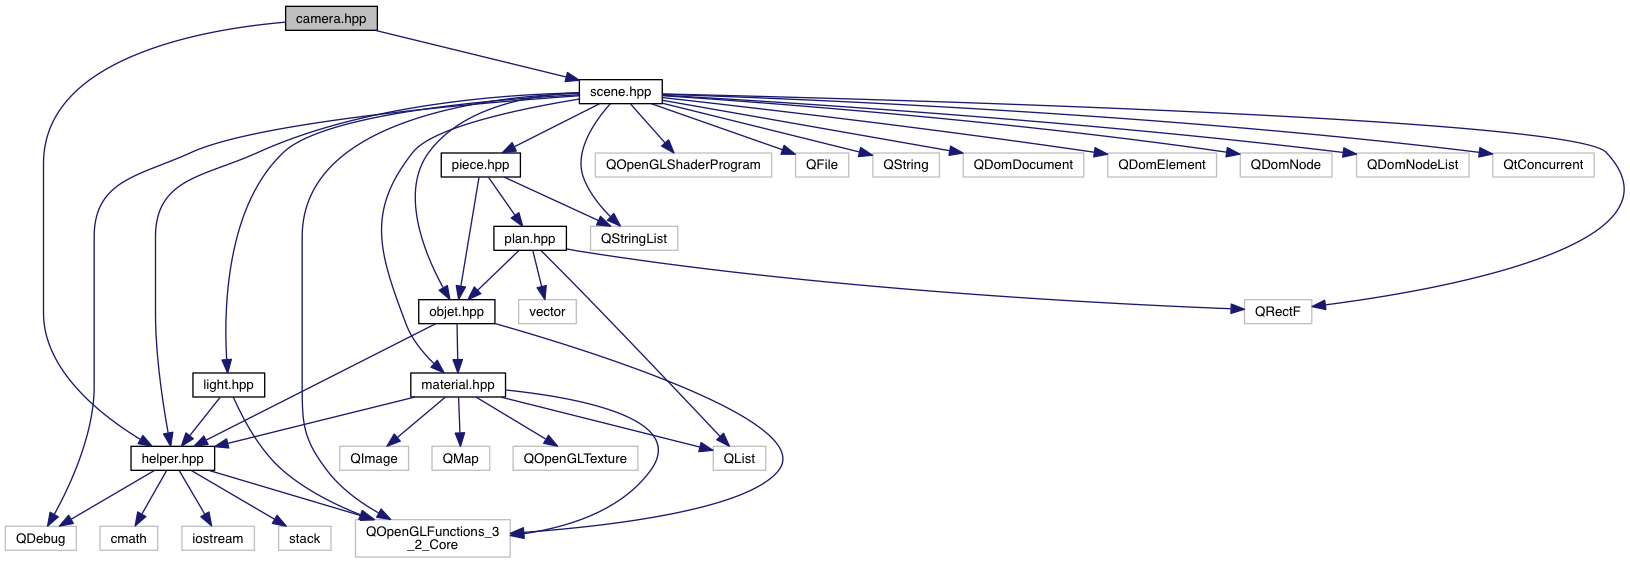 camera.hpp
scene.hpp
piece.hpp
QOpenGLShaderProgram
QFile
QString
QDomDocument
QDomElement
QDomNode
QDomNodeList
QtConcurrent
plan.hpp
QStringList
objet.hpp
vector
QRectF
light.hpp
material.hpp
helper.hpp
QImage
QMap
QOpenGLTexture
QList
QDebug
cmath
iostream
stack
QOpenGLFunctions_3
_2_Core